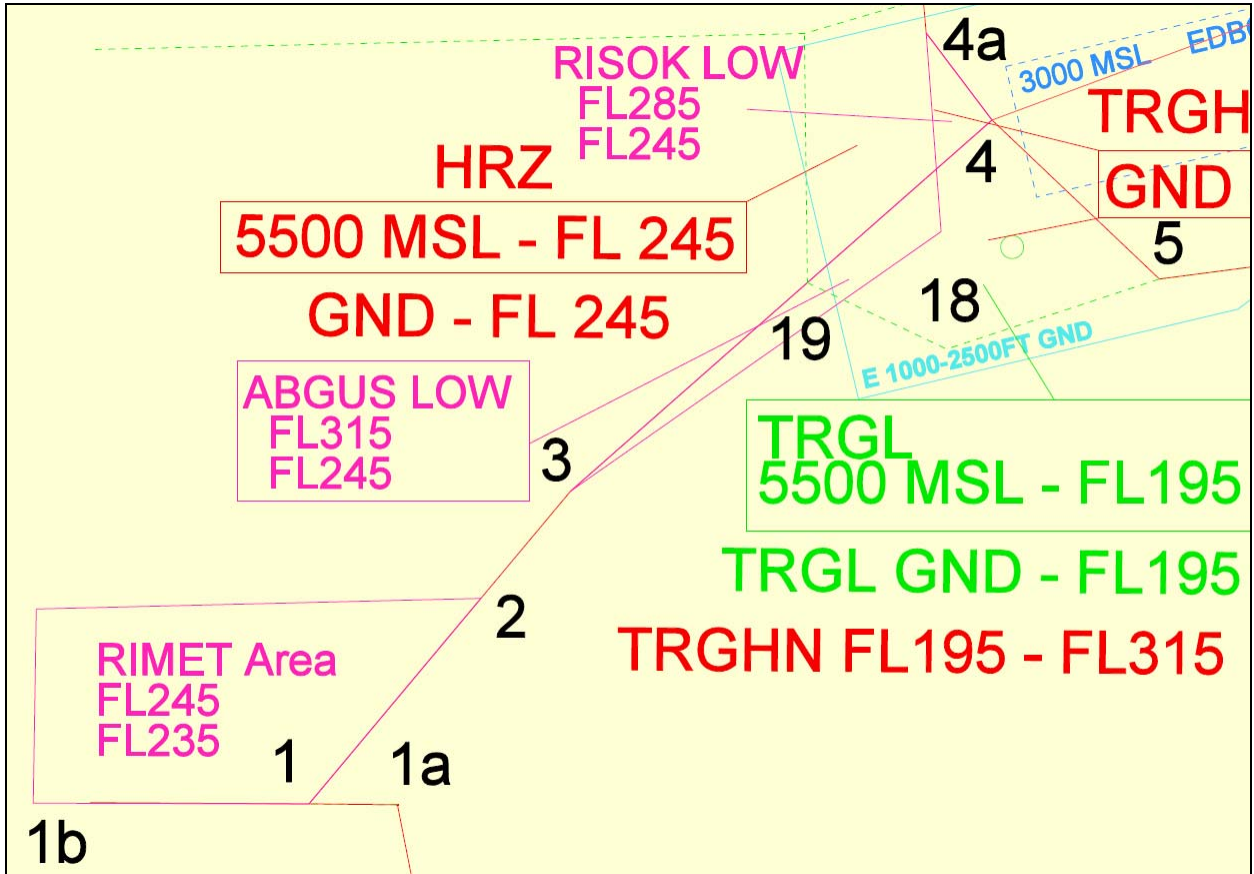 4a
RISOK LOW
FL285
FL245
3000 MSL
TRGH
HRZ
4
GND
5500 MSL - FL 245
5
GND - FL 245
18
19
E 1000-2500FT GND
ABGUS LOW
FL315
FL245
3
TRGL
5500 MSL - FL195
TRGL GND - FL195
2
TRGHN FL195 - FL315
RIMET Area
FL245
FL235
1
1a
1b